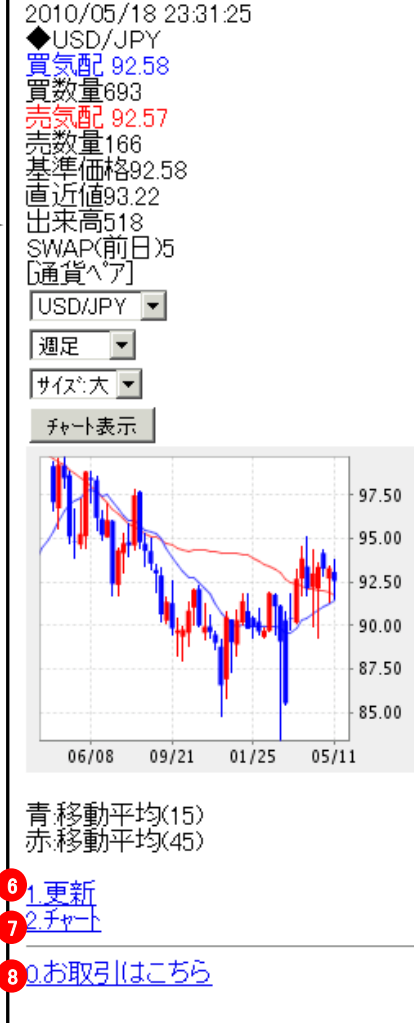 2010/05/18 23:31:25
◆USD/JPY
買気配 92.58
買数量693
売気配 92.57
売数量166
基準価格92.58
直近値93.22
出来高518
SWAP(前日)5
[通貨ﾍﾟｱ]
USD/JPY
週足
ｻｲｽﾞ:大
ﾁｬｰﾄ表示
97.50
95.00
92.50
90.00
87.50
85.00
06/08 09/21 01/25 05/11
青:移動平均(15)
赤:移動平均(45)
6 1.更新
7 2.ﾁｬｰﾄ
8 0.お取引はこちら